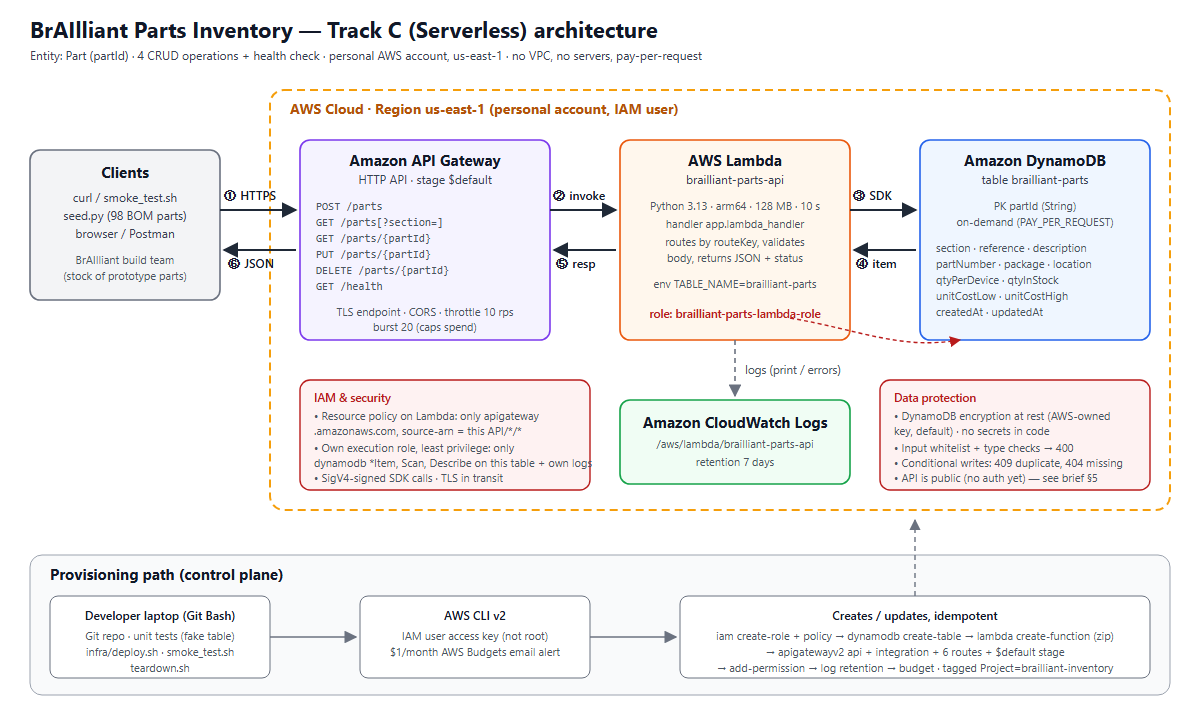 BrAIlliant Parts Inventory — Track C (Serverless) architecture
Entity: Part (partId) · 4 CRUD operations + health check · personal AWS account, us-east-1 · no VPC, no servers, pay-per-request
AWS Cloud · Region us-east-1 (personal account, IAM user)
Clients
curl / smoke_test.sh
seed.py (98 BOM parts)
browser / Postman
BrAIlliant build team
(stock of prototype parts)
① HTTPS
⑥ JSON
Amazon API Gateway
HTTP API · stage $default
POST /parts
GET /parts[?section=]
GET /parts/{partId}
PUT /parts/{partId}
DELETE /parts/{partId}
GET /health
TLS endpoint · CORS · throttle 10 rps
burst 20 (caps spend)
② invoke
⑤ resp
AWS Lambda
brailliant-parts-api
Python 3.13 · arm64 · 128 MB · 10 s
handler app.lambda_handler
routes by routeKey, validates
body, returns JSON + status
env TABLE_NAME=brailliant-parts
role: brailliant-parts-lambda-role
③ SDK
④ item
Amazon DynamoDB
table brailliant-parts
PK partId (String)
on-demand (PAY_PER_REQUEST)
section · reference · description
partNumber · package · location
qtyPerDevice · qtyInStock
unitCostLow · unitCostHigh
createdAt · updatedAt
logs (print / errors)
IAM & security
• Resource policy on Lambda: only apigateway
.amazonaws.com, source-arn = this API/*/*
• Own execution role, least privilege: only
dynamodb *Item, Scan, Describe on this table + own logs
• SigV4-signed SDK calls · TLS in transit
Amazon CloudWatch Logs
/aws/lambda/brailliant-parts-api
retention 7 days
Data protection
• DynamoDB encryption at rest (AWS-owned
key, default) · no secrets in code
• Input whitelist + type checks → 400
• Conditional writes: 409 duplicate, 404 missing
• API is public (no auth yet) — see brief §5
Provisioning path (control plane)
Developer laptop (Git Bash)
Git repo · unit tests (fake table)
infra/deploy.sh · smoke_test.sh
teardown.sh
AWS CLI v2
IAM user access key (not root)
$1/month AWS Budgets email alert
Creates / updates, idempotent
iam create-role + policy → dynamodb create-table → lambda create-function (zip)
→ apigatewayv2 api + integration + 6 routes + $default stage
→ add-permission → log retention → budget · tagged Project=brailliant-inventory